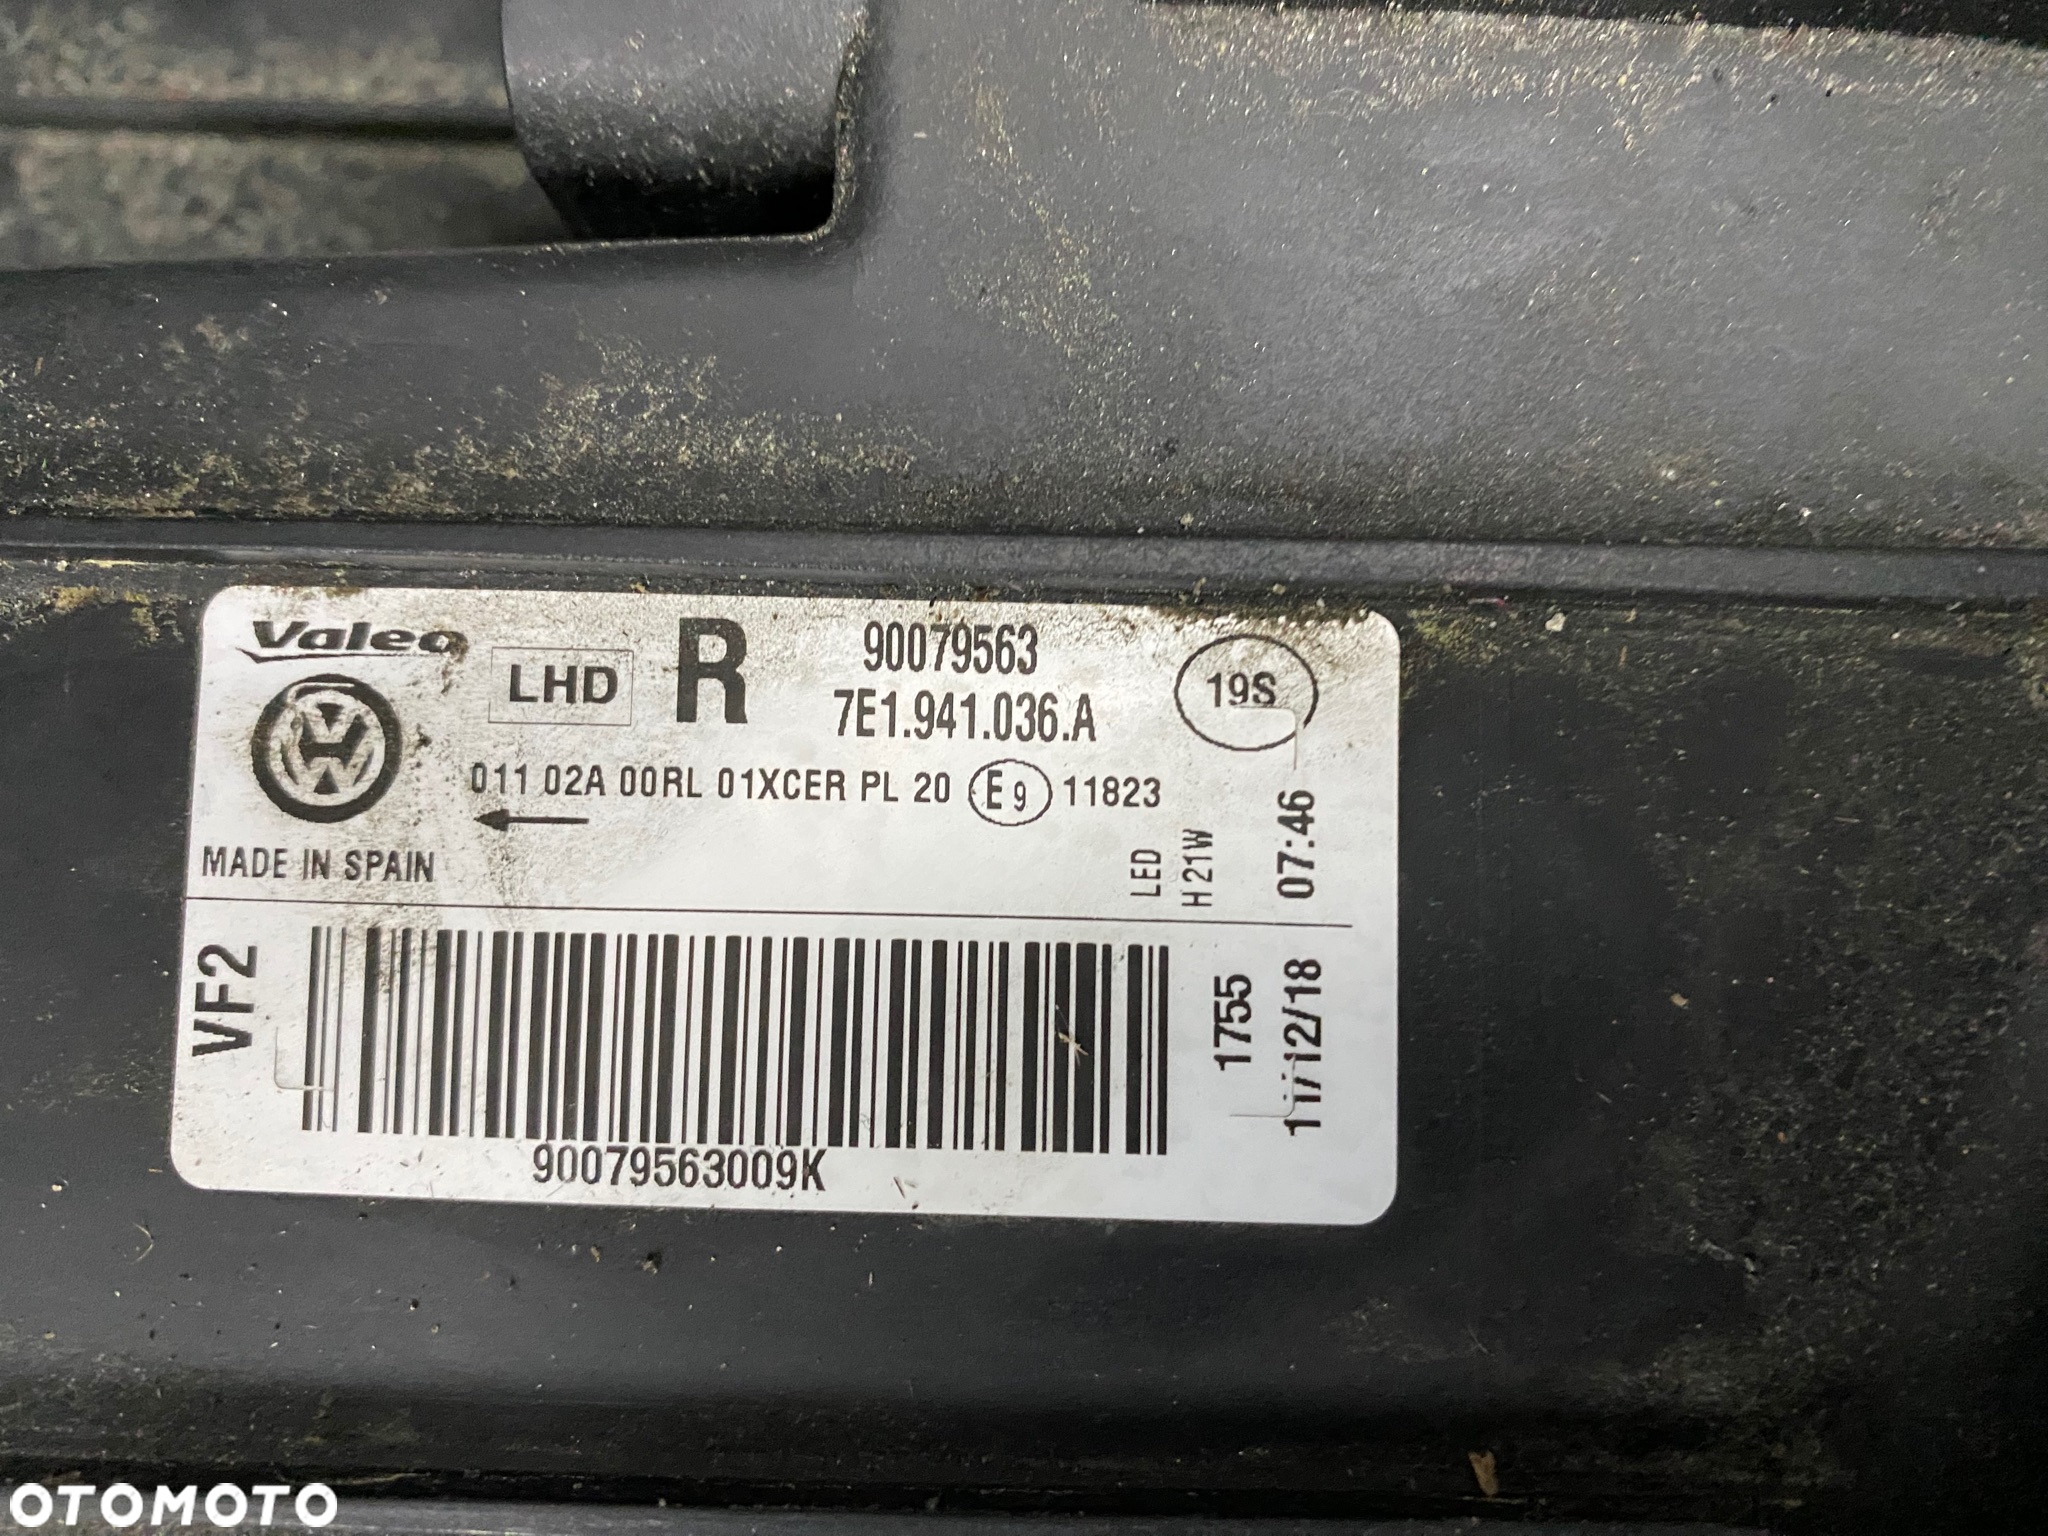 Valeo
LHD
R
90079563
7E1.941.036.A
19S
011 02A 00RL 01XCER PL 20 E9 11823
MADE IN SPAIN
LED
H21W
07:46
VF2
1755
11/12/18
90079563009K
OTOMOTO